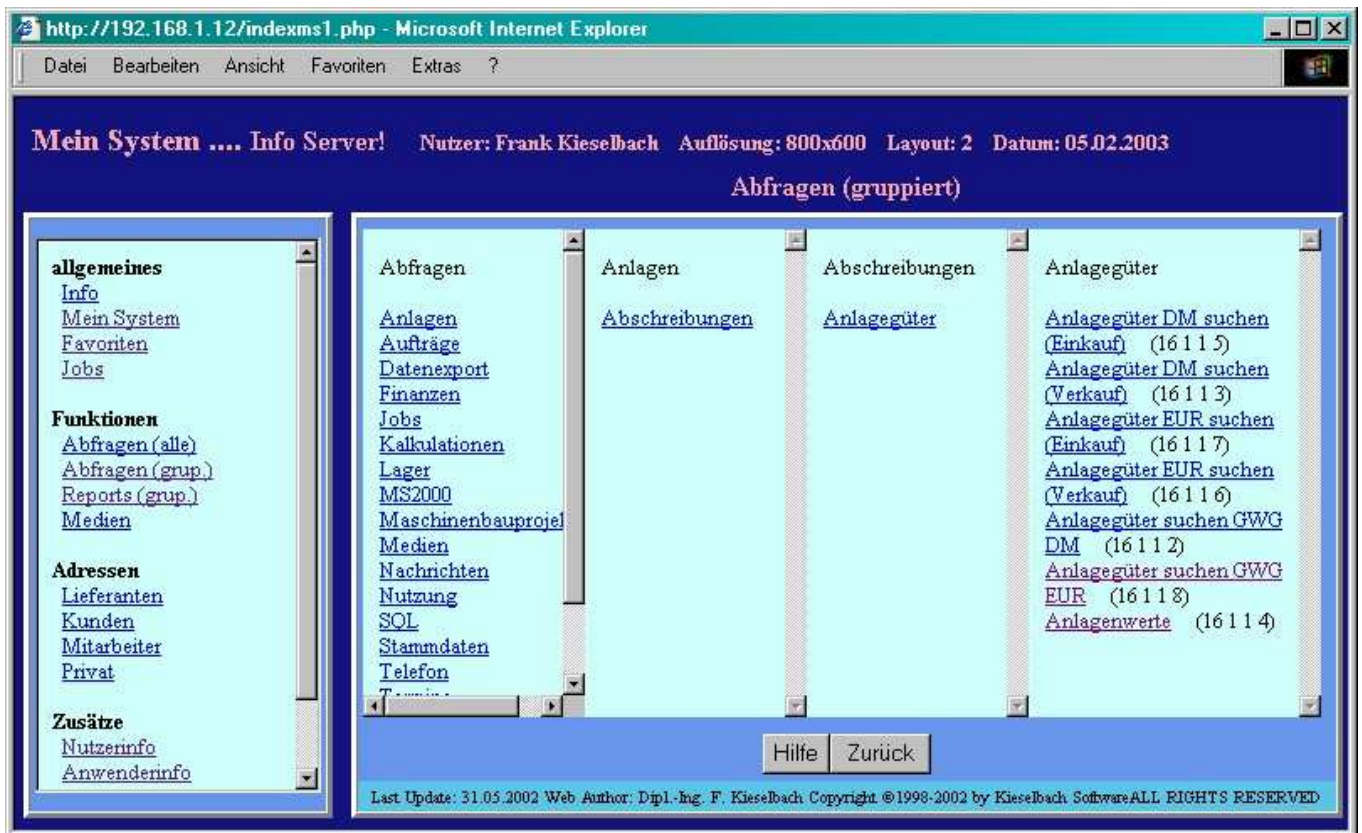 http://192.168.1.12/indexms1.php - Microsoft Internet Explorer
Datei Bearbeiten Ansicht Favoriten Extras ?
Mein System .... Info Server! Nutzer: Frank Kieselbach Auflösung: 800x600 Layout: 2 Datum: 05.02.2003
Abfragen (gruppiert)
allgemeines
Info
Mein System
Favoriten
Jobs
Funktionen
Abfragen (alle)
Abfragen (grup.)
Reports (grup.)
Medien
Adressen
Lieferanten
Kunden
Mitarbeiter
Privat
Zusätze
Nutzerinfo
Anwenderinfo
Abfragen
Anlagen
Aufträge
Datenexport
Finanzen
Jobs
Kalkulationen
Lager
MS2000
Maschinenbauprojel
Medien
Nachrichten
Nutzung
SQL
Stammdaten
Telefon
Anlagen
Abschreibungen
Abschreibungen
Anlagegüter
Anlagegüter
Anlagegüter DM suchen
(Einkauf) (16 1 1 5)
Anlagegüter DM suchen
(Verkauf) (16 1 1 3)
Anlagegüter EUR suchen
(Einkauf) (16 1 1 7)
Anlagegüter EUR suchen
(Verkauf) (16 1 1 6)
Anlagegüter suchen GWG
DM (16 1 1 2)
Anlagegüter suchen GWG
EUR (16 1 1 8)
Anlagenwerte (16 1 1 4)
Hilfe Zurück
Last Update: 31.05.2002 Web Author: Dipl.-Ing. F. Kieselbach Copyright ©1998-2002 by Kieselbach SoftwareALL RIGHTS RESERVED